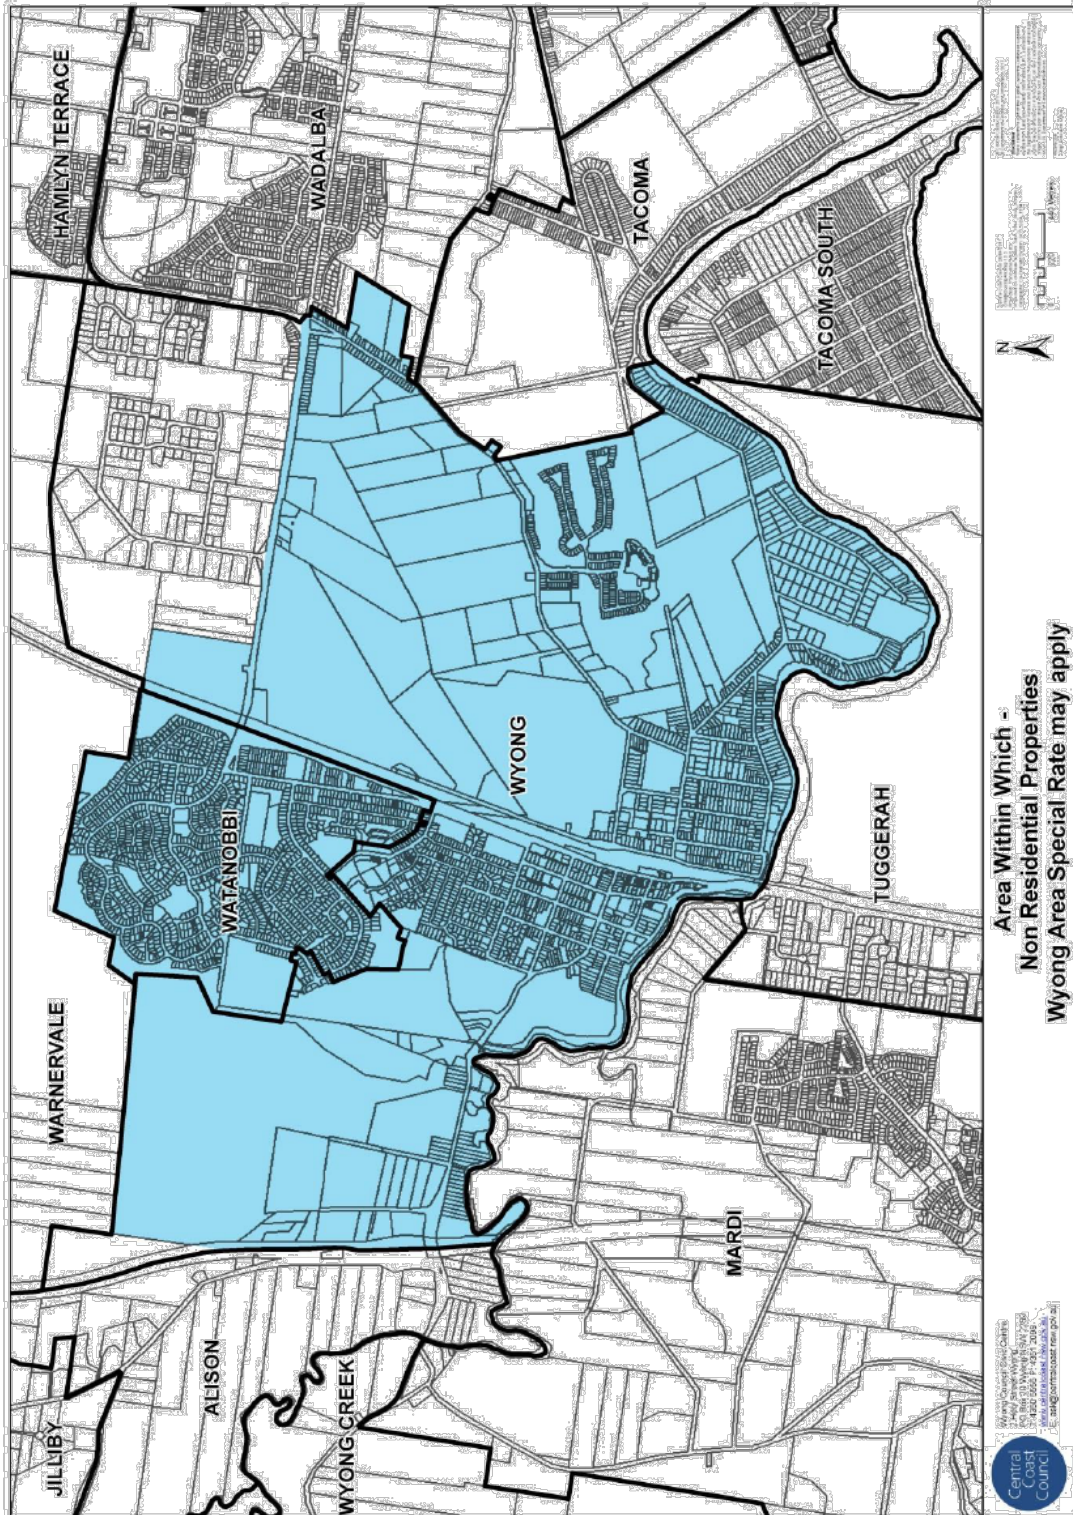 JILLIBY
WARNERVALE
HAMLYN TERRACE
ALISON
WATANOBBI
WADALBA
WYONG CREEK
WYONG
TACOMA
MARDI
TUGGERAH
TACOMA SOUTH
N
Central
Coast
Council
Area Within Which -
Non Residential Properties
Wyong Area Special Rate may apply